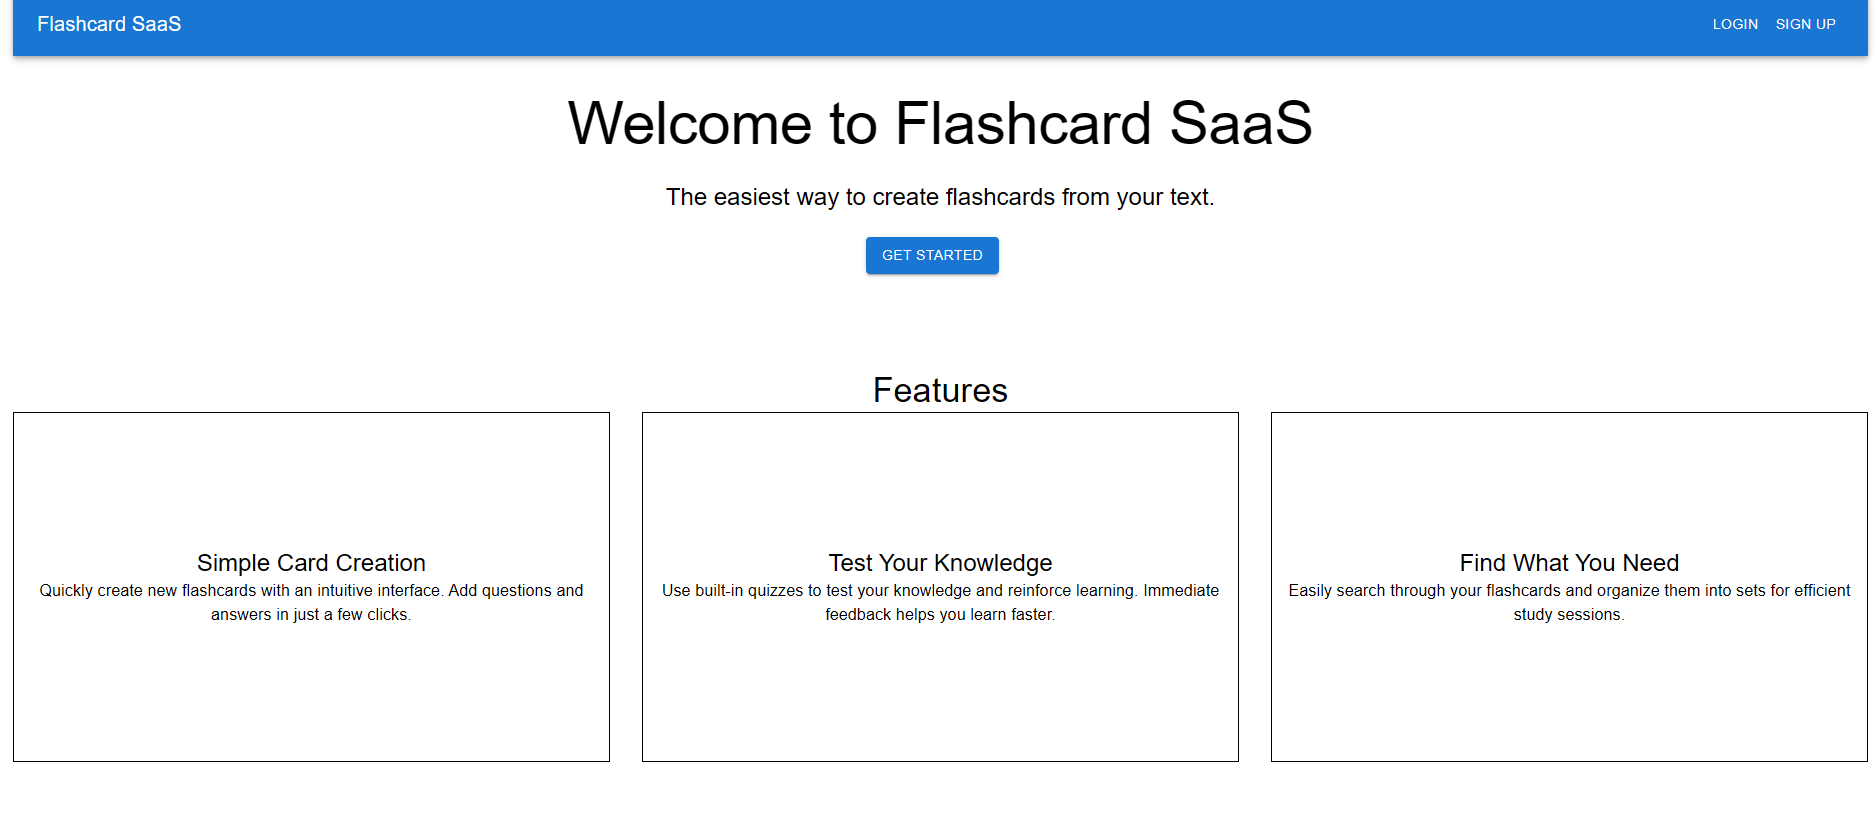 Flashcard SaaS
LOGIN SIGN UP
Welcome to Flashcard SaaS
The easiest way to create flashcards from your text.
GET STARTED
Features
Simple Card Creation
Quickly create new flashcards with an intuitive interface. Add questions and
answers in just a few clicks.
Test Your Knowledge
Use built-in quizzes to test your knowledge and reinforce learning. Immediate
feedback helps you learn faster.
Find What You Need
Easily search through your flashcards and organize them into sets for efficient
study sessions.